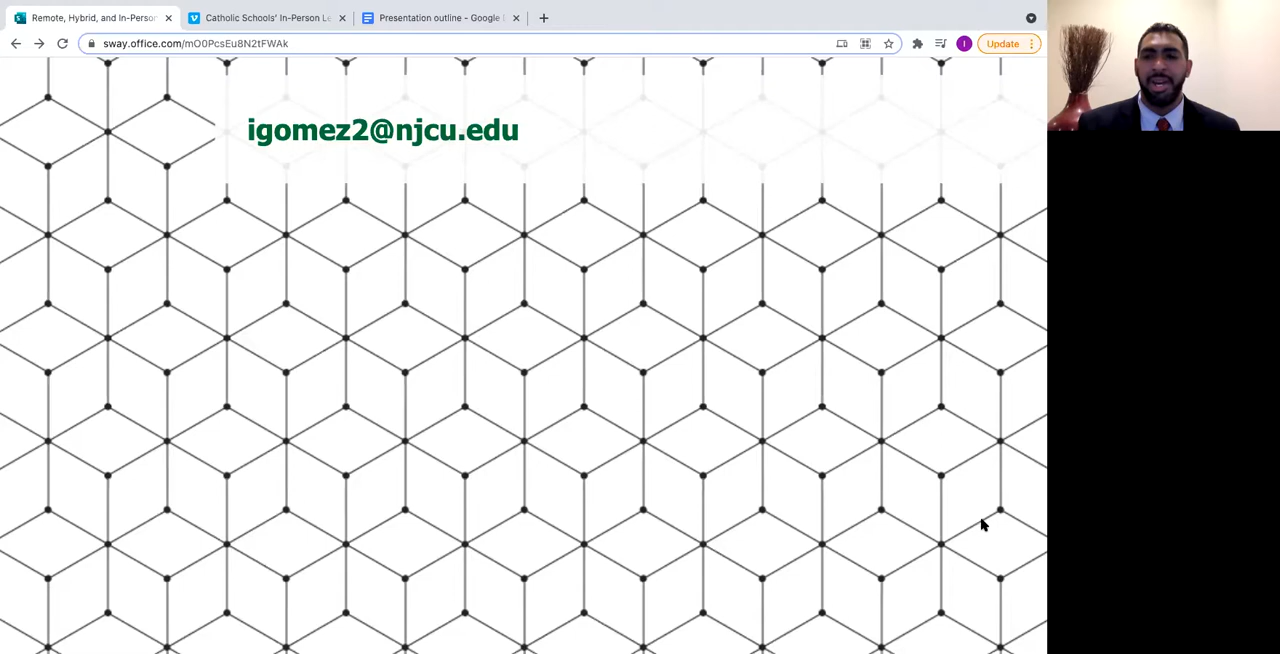 Remote, Hybrid, and In-Person
Catholic Schools' In-Person Le
Presentation outline - Google
sway.office.com/mO0PcsEu8N2tFWAk
I
Update
igomez2@njcu.edu